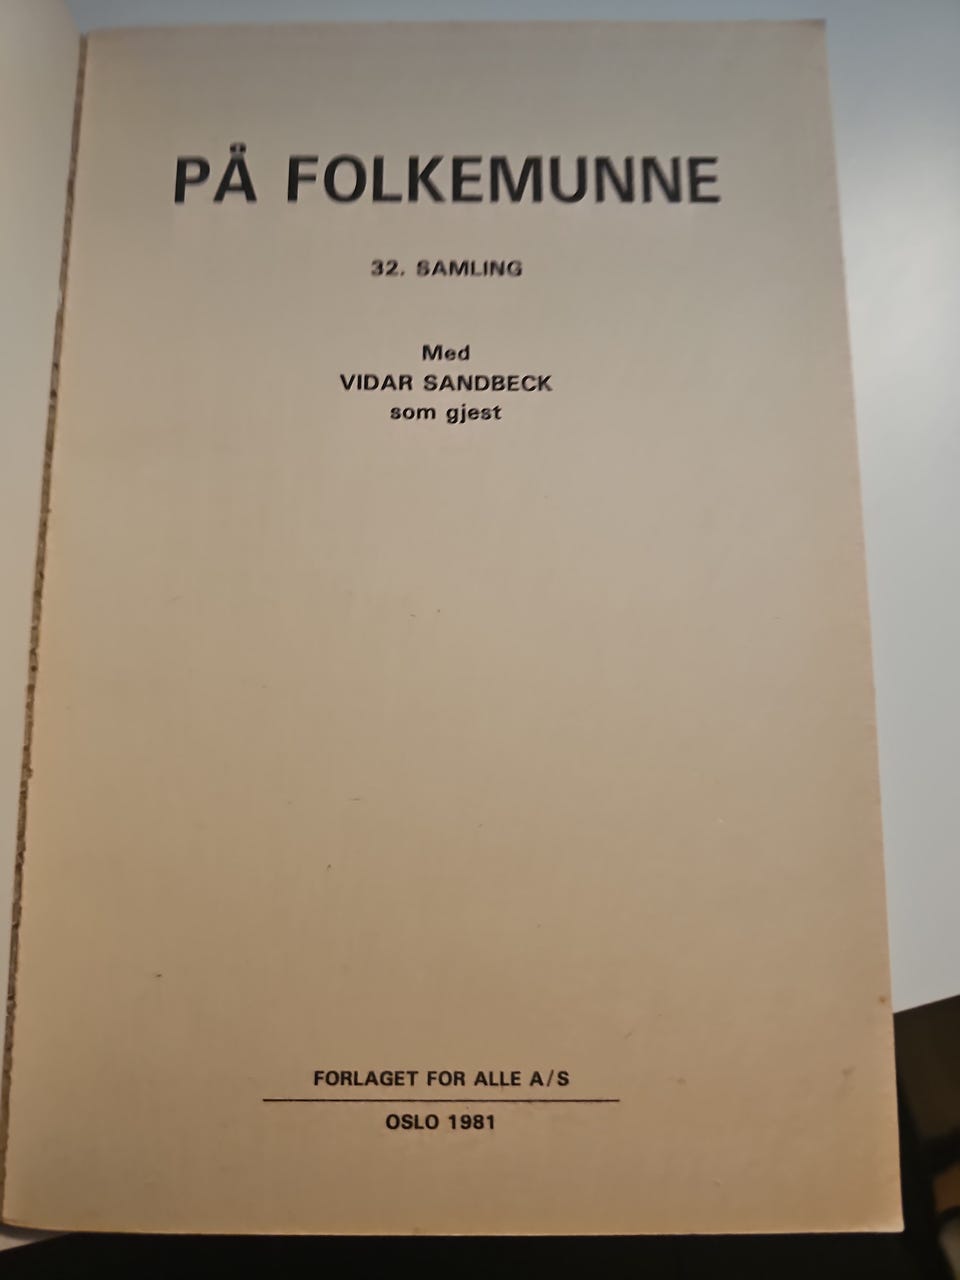 PÅ FOLKEMUNNE
32. SAMLING
Med
VIDAR SANDBECK
som gjest
FORLAGET FOR ALLE A/S
OSLO 1981